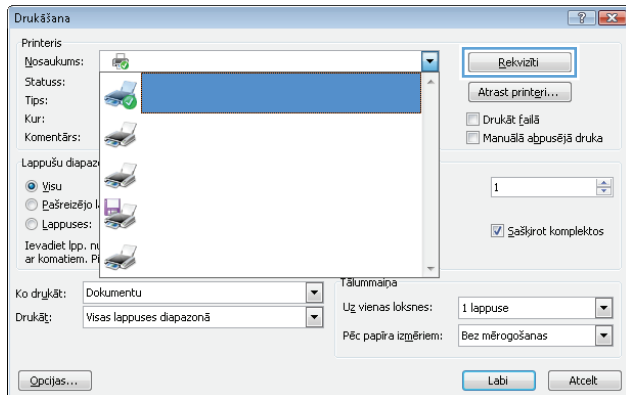 Drukāšana
Printeris
Nosaukums:
Rekvizīti
Statuss:
Tips:
Atrast printeri...
Kur:
Drukāt failā
Komentārs:
Manuālā abpusējā druka
Lappušu diapazo
Visu
1
Pašreizējo l
Lappuses:
Sašķirot komplektos
Ievadiet lpp. nu
ar komatiem. Pi
Tālummaiņa
Ko drukāt: Dokumentu
Uz vienas loksnes: 1 lappuse
Drukāt: Visas lappuses diapazonā
Pēc papīra izmēriem: Bez mērogošanas
Opcijas...
Labi
Atcelt